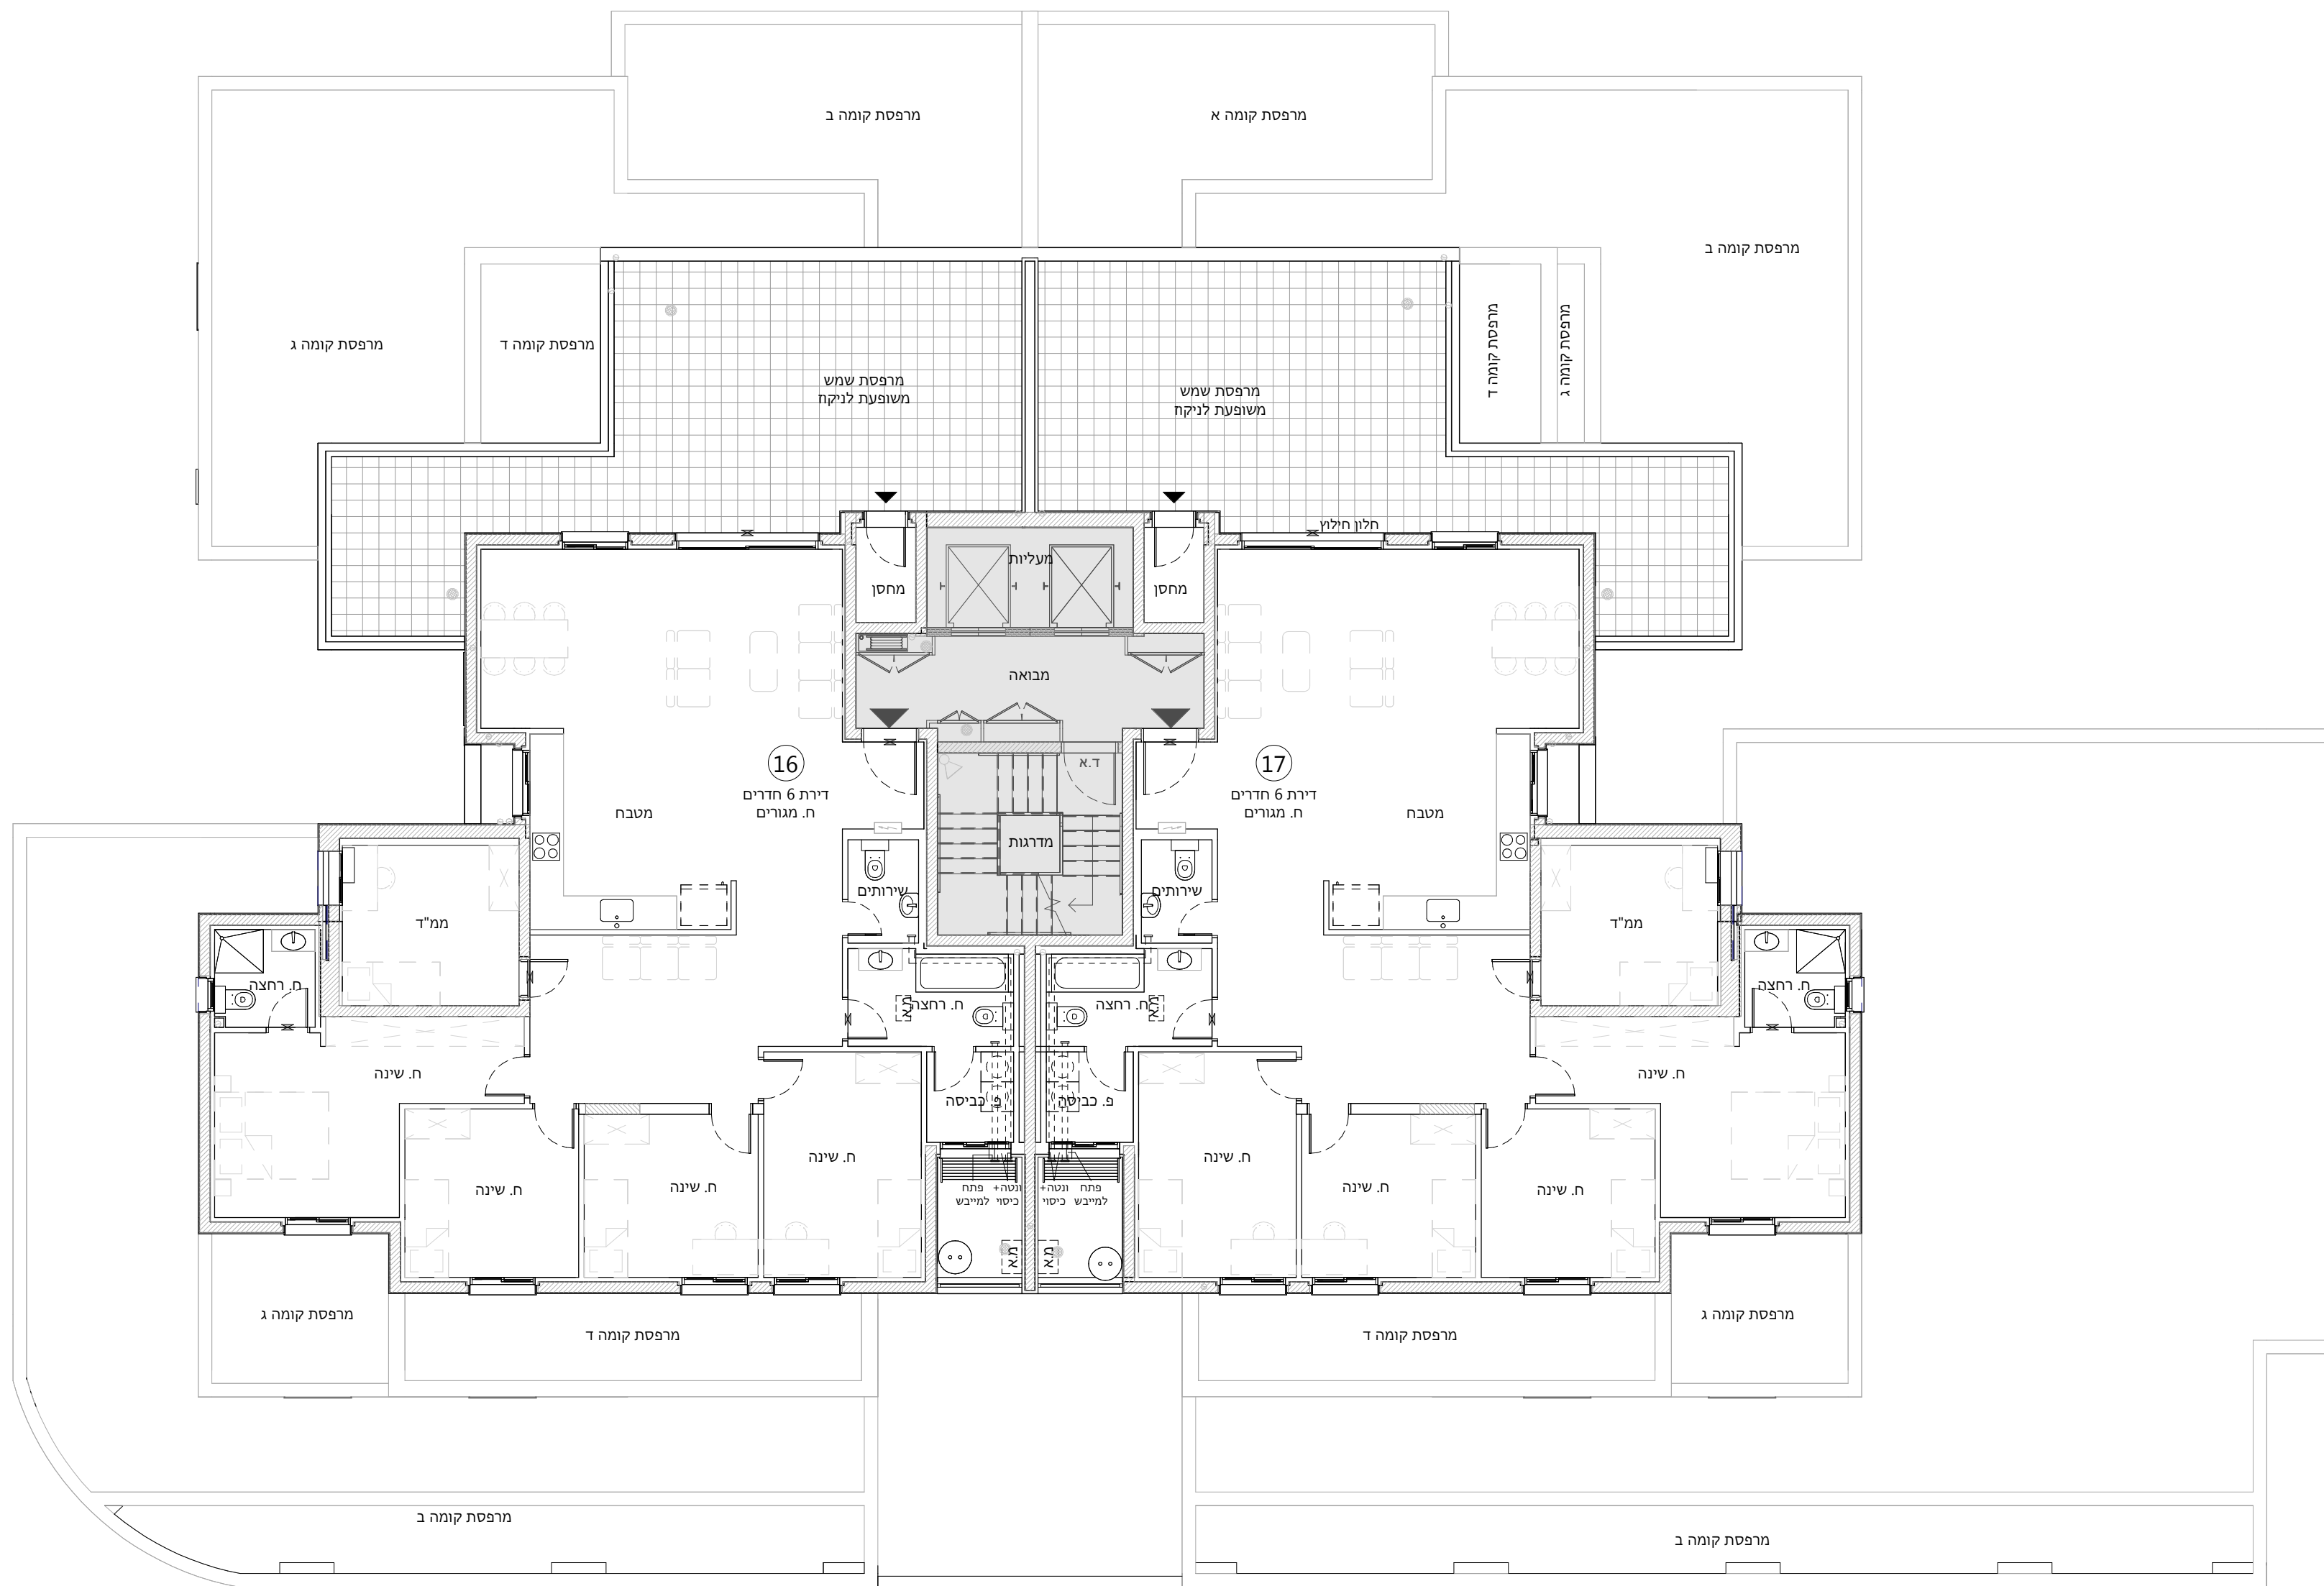 מרפסת קומה א
מרפסת קומה ב
מרפסת קומה ב
מרפסת קומה ג
מרפסת קומה ד
מרפסת קומה ד
מרפסת קומה ג
מרפסת שמש
משופעת לניקוז
מרפסת שמש
משופעת לניקוז
חלון חילוץ
מעליות
מחסן
מחסן
מבואה
17
דירת 6 חדרים
ח. מגורים
16
דירת 6 חדרים
ח. מגורים
ד.א
מטבח
מטבח
מדרגות
שירותים
שירותים
ממ"ד
ממ"ד
ח. רחצה
ח. רחצה
ח. רחצה
מ.א
ח. רחצה
מ.א
ח. שינה
ח. שינה
פ. כביסה
פ. כביסה
ח. שינה
ח. שינה
ח. שינה
ח. שינה
ח. שינה
ח. שינה
פתח
למייבש
ונטה+
כיסוי
ונטה+
כיסוי
פתח
למייבש
מ.א
מ.א
מרפסת קומה ג
מרפסת קומה ד
מרפסת קומה ד
מרפסת קומה ג
מרפסת קומה ב
מרפסת קומה ב